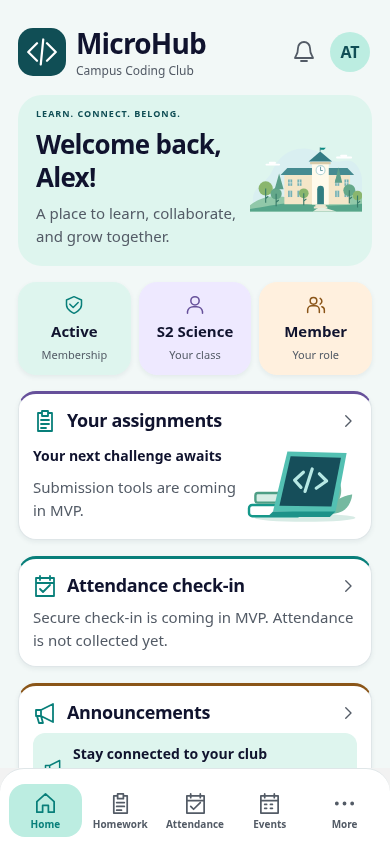 MicroHub
Campus Coding Club
AT
LEARN. CONNECT. BELONG.
Welcome back,
Alex!
A place to learn, collaborate,
and grow together.
Active
Membership
S2 Science
Your class
Member
Your role
Your assignments
Your next challenge awaits
Submission tools are coming
in MVP.
Attendance check-in
Secure check-in is coming in MVP. Attendance
is not collected yet.
Announcements
Stay connected to your club
Home
Homework
Attendance
Events
More